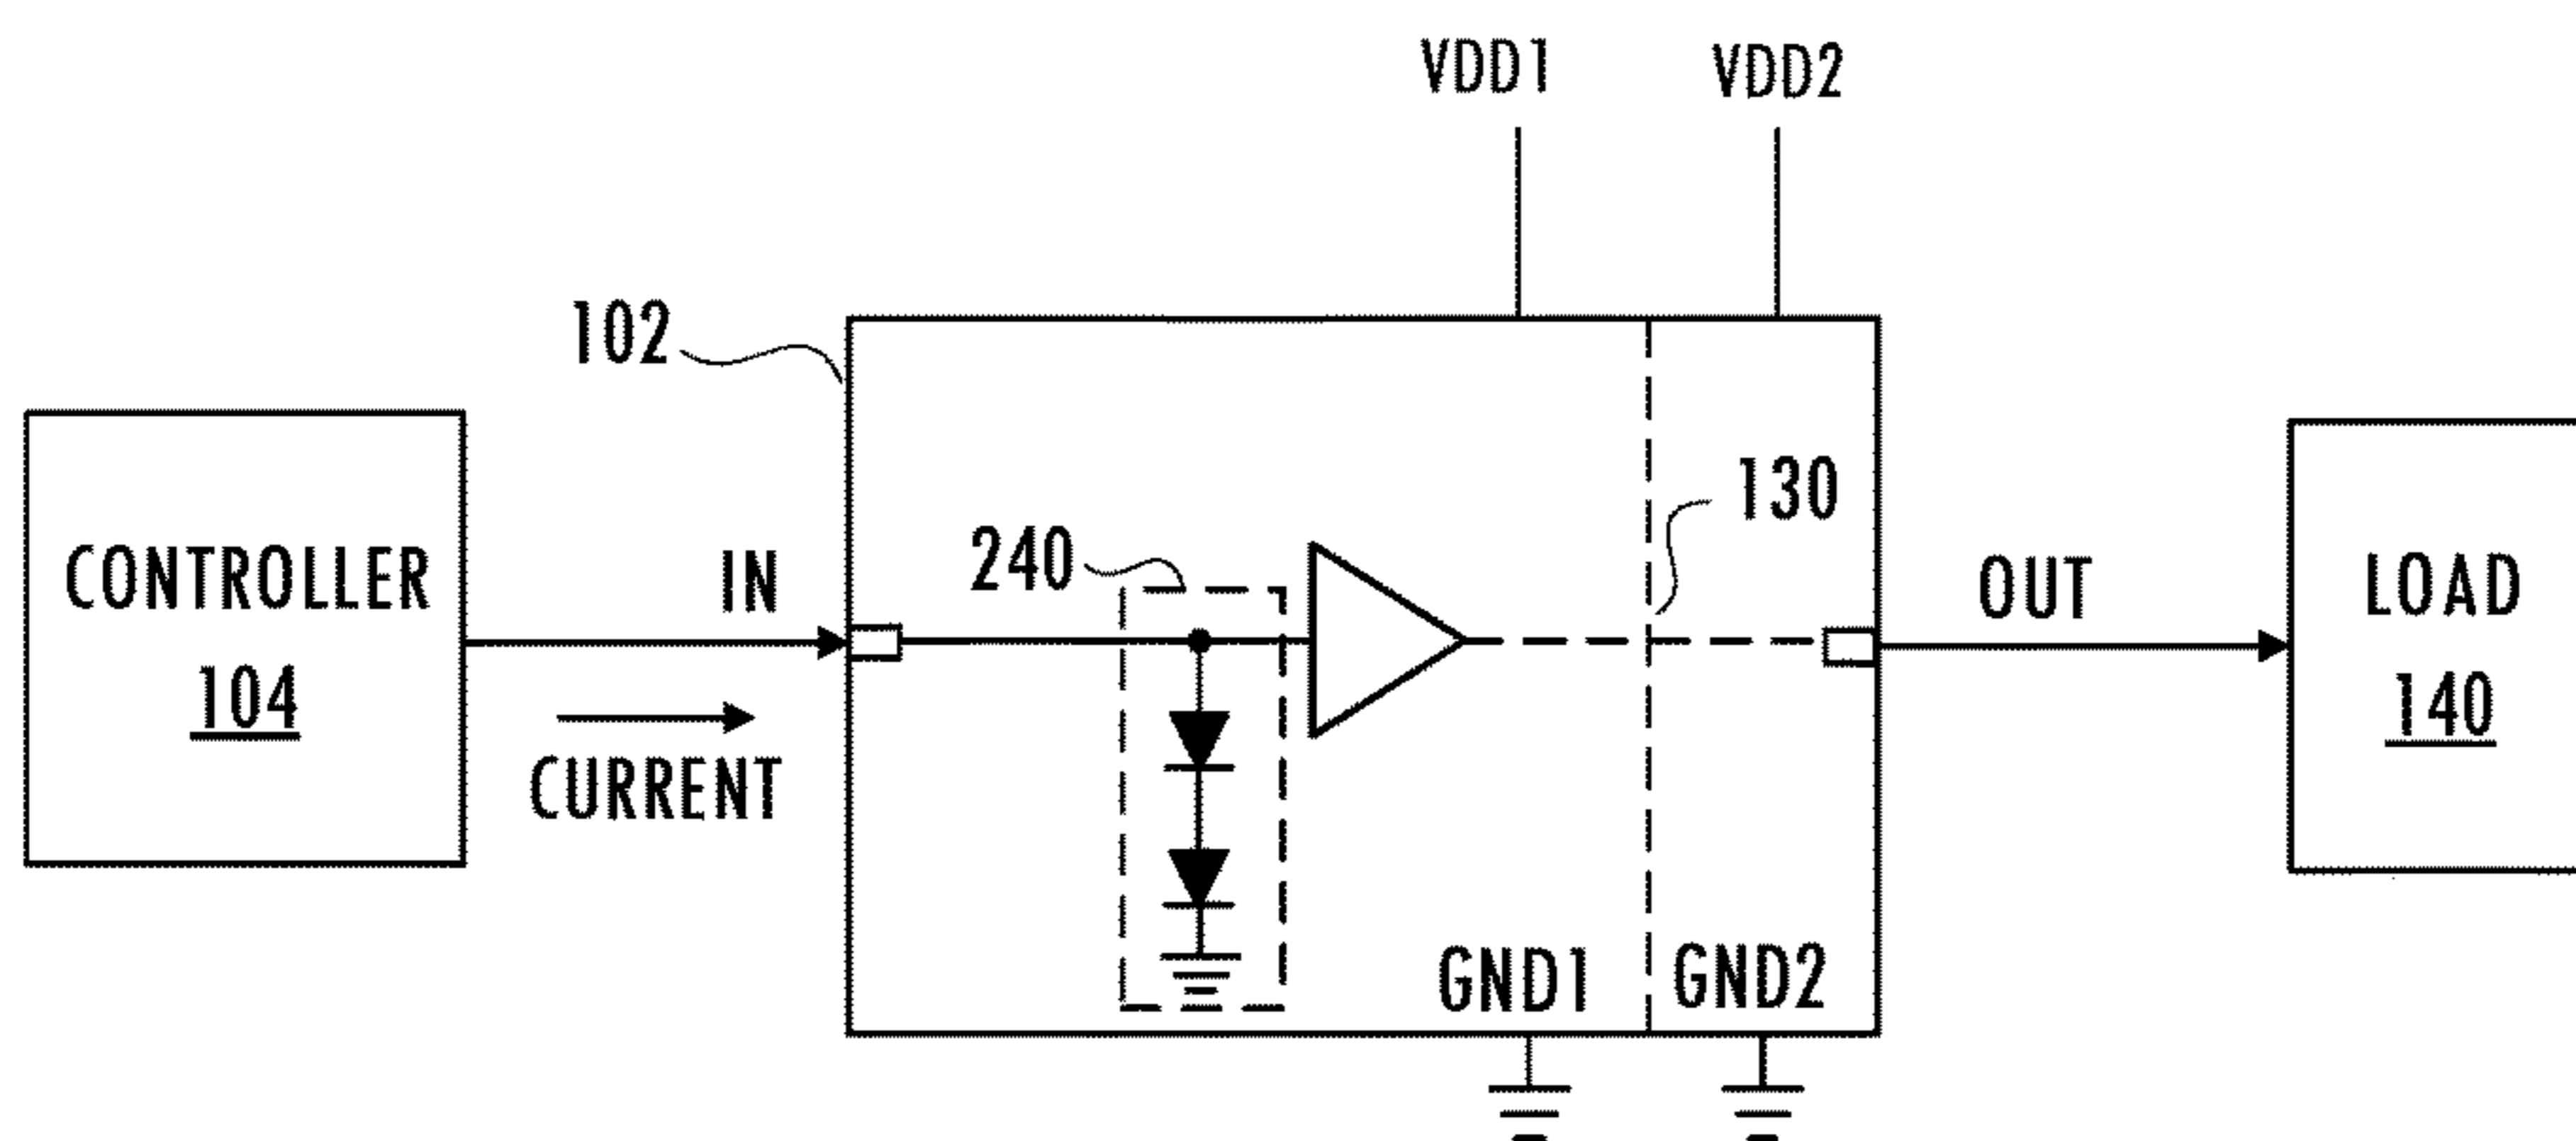 VDD1
VDD2
102
CONTROLLER
104
IN
CURRENT
240
130
GND1
GND2
OUT
LOAD
140